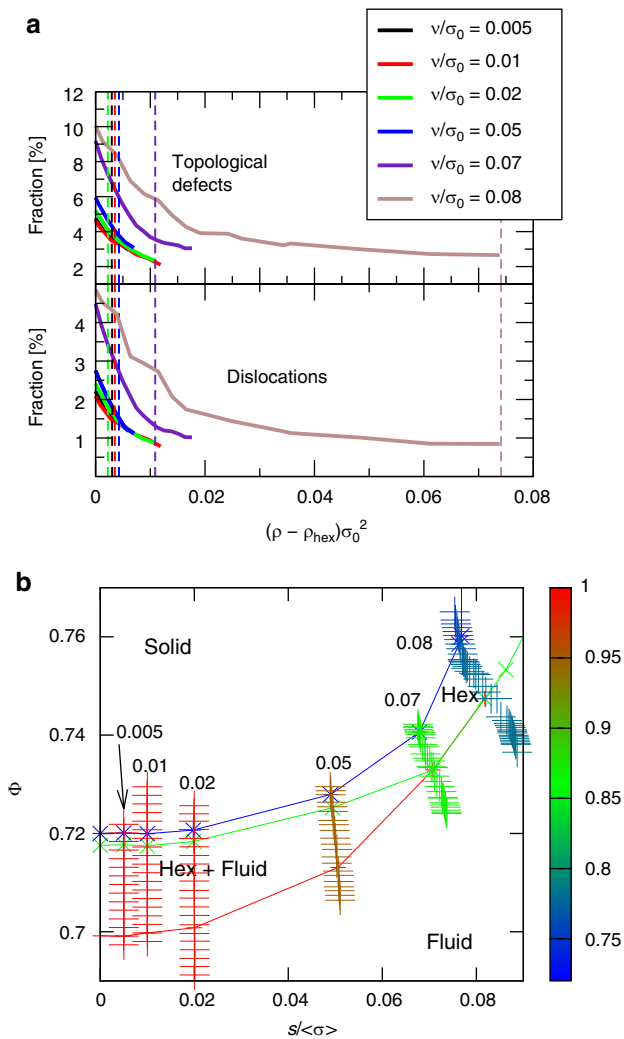 a
ν/σ0 = 0.005
ν/σ0 = 0.01
ν/σ0 = 0.02
ν/σ0 = 0.05
ν/σ0 = 0.07
ν/σ0 = 0.08
12
10
8
6
4
2
Fraction [%]
Topological
defects
4
3
2
1
Fraction [%]
Dislocations
0
0.02
0.04
0.06
0.08
(ρ − ρhex)σ0²
b
0.76
0.74
0.72
0.7
Φ
Solid
0.005
0.01
0.02
0.05
0.07
0.08
Hex
Hex + Fluid
Fluid
0
0.02
0.04
0.06
0.08
s/<σ>
1
0.95
0.9
0.85
0.8
0.75